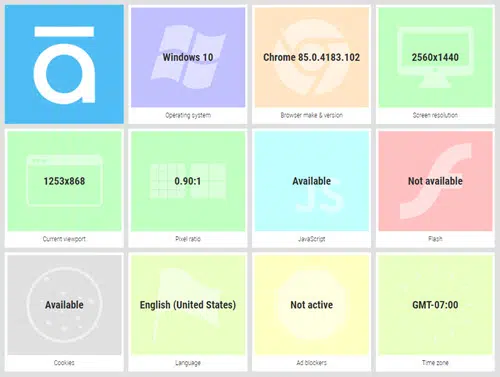 ā
Windows 10
Operating system
Chrome 85.0.4183.102
Browser make & version
2560x1440
Screen resolution
1253x868
Current viewport
0.90:1
Pixel ratio
JS
Available
JavaScript
Not available
Flash
Available
Cookies
English (United States)
Language
Not active
Ad blockers
GMT-07:00
Time zone